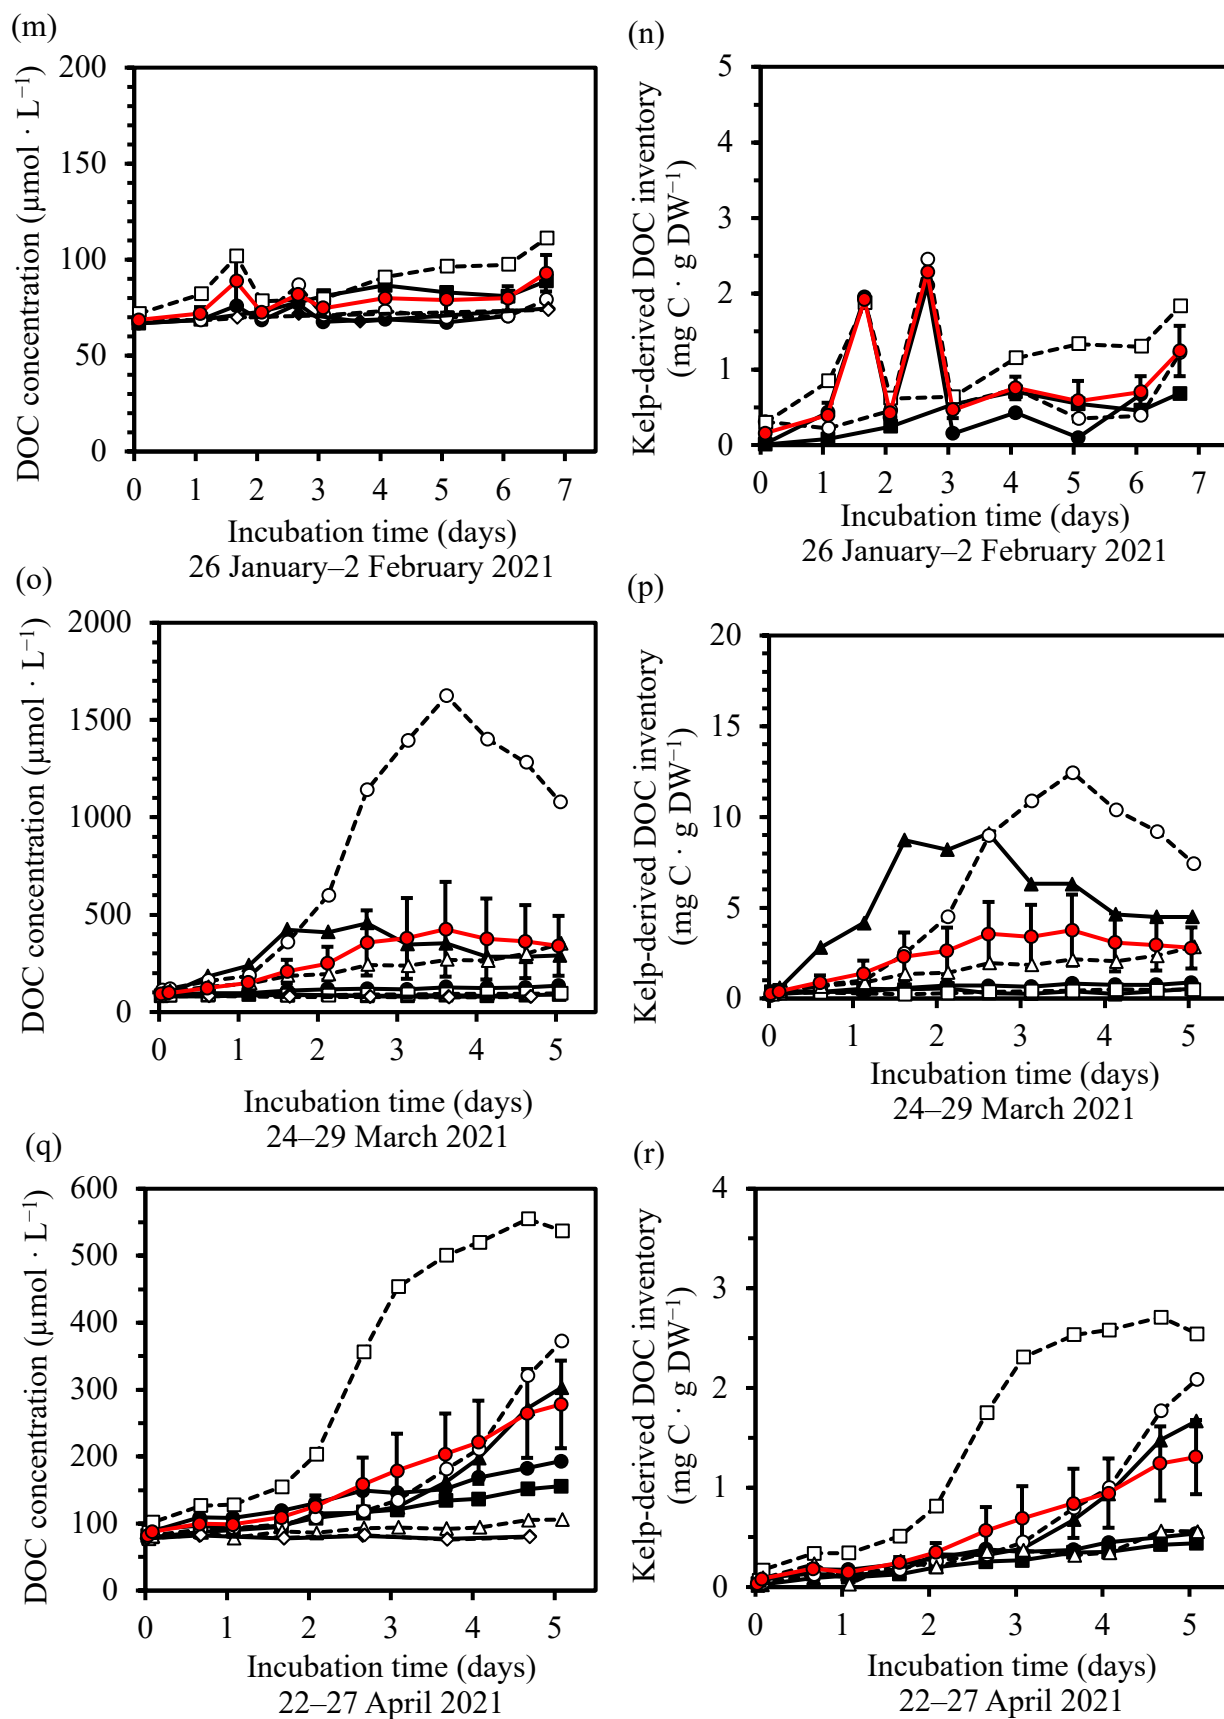 (m)
DOC concentration (µmol · L⁻¹)
200
150
100
50
0
0 1 2 3 4 5 6 7
Incubation time (days)
26 January–2 February 2021
(n)
Kelp-derived DOC inventory
(mg C · g DW⁻¹)
5
4
3
2
1
0
0 1 2 3 4 5 6 7
Incubation time (days)
26 January–2 February 2021
(o)
DOC concentration (µmol · L⁻¹)
2000
1500
1000
500
0
0 1 2 3 4 5
Incubation time (days)
24–29 March 2021
(p)
Kelp-derived DOC inventory
(mg C · g DW⁻¹)
20
15
10
5
0
0 1 2 3 4 5
Incubation time (days)
24–29 March 2021
(q)
DOC concentration (µmol · L⁻¹)
600
500
400
300
200
100
0
0 1 2 3 4 5
Incubation time (days)
22–27 April 2021
(r)
Kelp-derived DOC inventory
(mg C · g DW⁻¹)
4
3
2
1
0
0 1 2 3 4 5
Incubation time (days)
22–27 April 2021